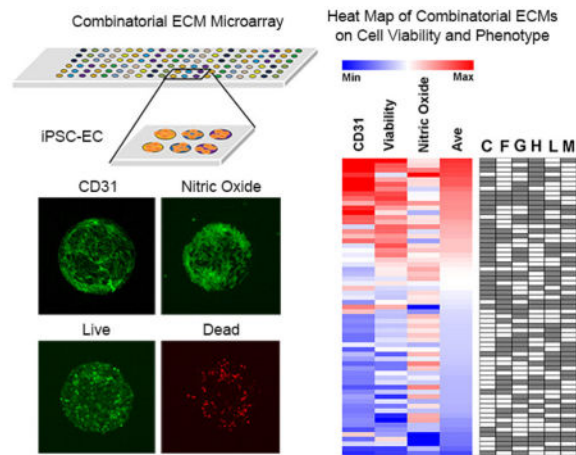 Combinatorial ECM Microarray
iPSC-EC
CD31
Nitric Oxide
Live
Dead
Heat Map of Combinatorial ECMs
on Cell Viability and Phenotype
Min
Max
CD31
Viability
Nitric Oxide
Ave
C F G H L M